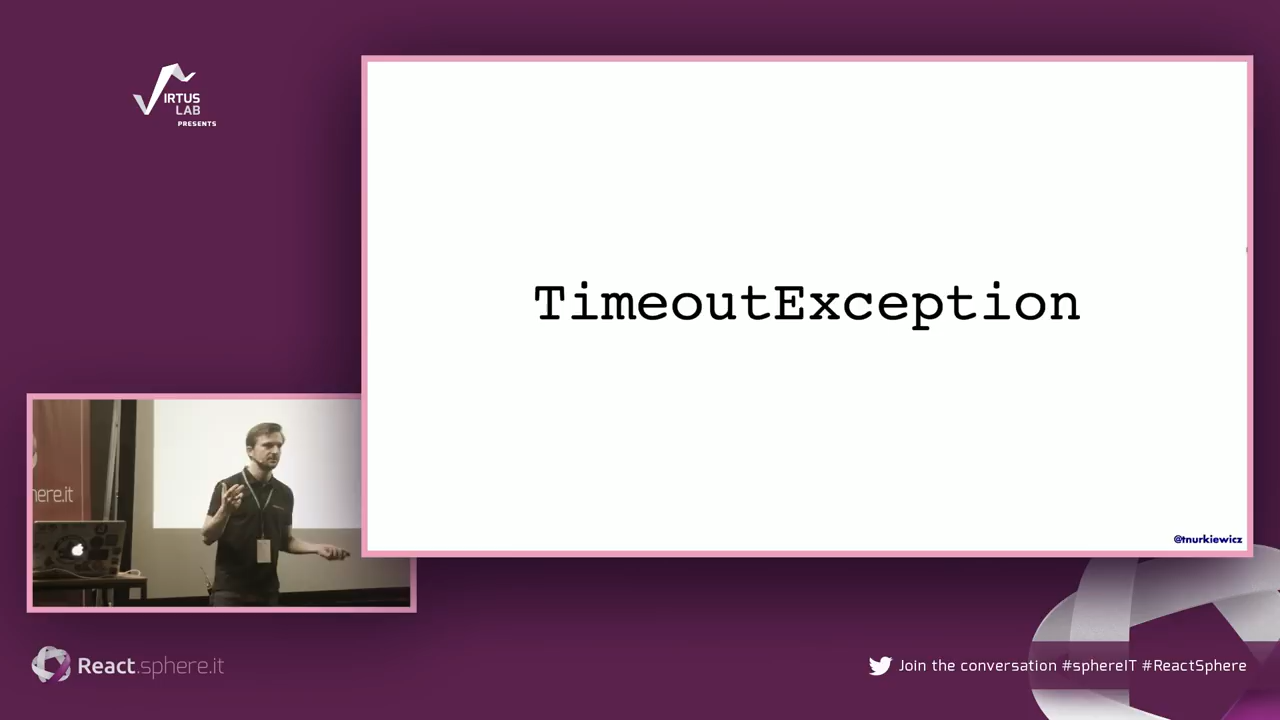 IRTUS
LAB
PRESENTS
TimeoutException
@tnurkiewicz
here.it
React.sphere.it
Join the conversation #sphereIT #ReactSphere